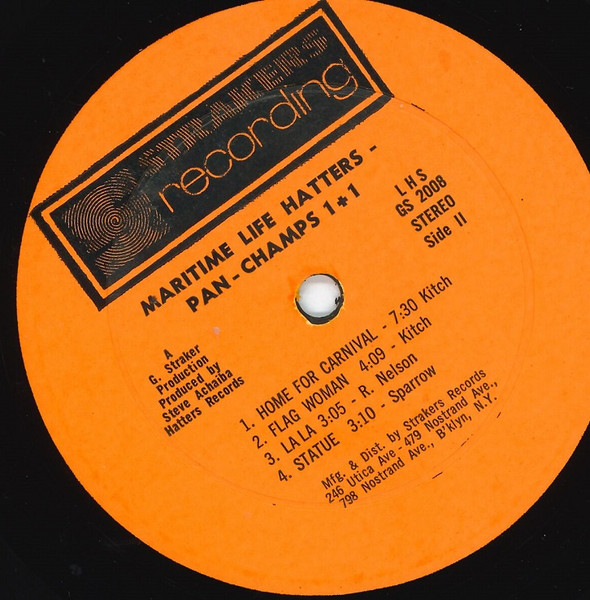 STRAKERS
recording
MARITIME LIFE HATTERS -
PAN-CHAMPS 1+1
L H S
GS 2008
STEREO
Side II
A
G. Straker
Production
Produced by
Steve Achaiba
Hatters Records
1. HOME FOR CARNIVAL - 7:30 Kitch
2. FLAG WOMAN 4:09 - Kitch
3. LA LA 3:05 - R. Nelson
4. STATUE 3:10 - Sparrow
Mfg. & Dist. by Strakers Records
246 Utica Ave - 479 Nostrand Ave.,
798 Nostrand Ave., B'klyn, N.Y.